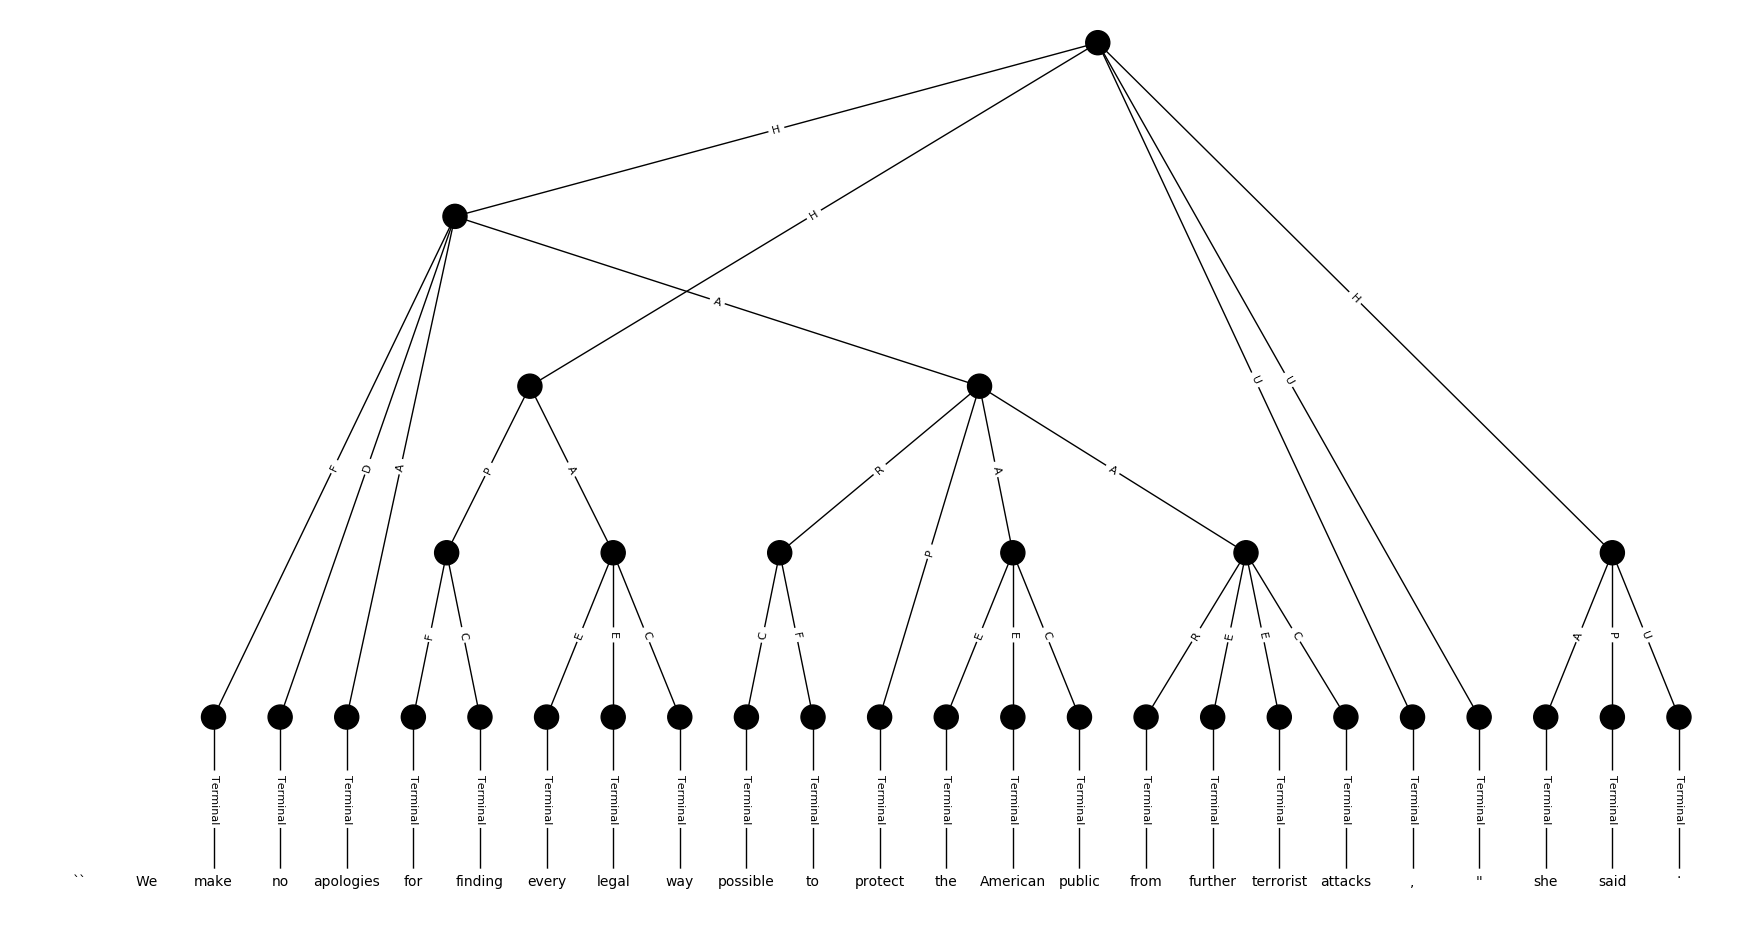 H
H
A
H
U U
F D A
P A R A A
P
F C E E C C F E E C R E E C A P U
Terminal Terminal Terminal Terminal Terminal Terminal Terminal Terminal Terminal Terminal Terminal Terminal Terminal Terminal Terminal Terminal Terminal Terminal Terminal Terminal Terminal Terminal Terminal
`` We make no apologies for finding every legal way possible to protect the American public from further terrorist attacks , " she said .